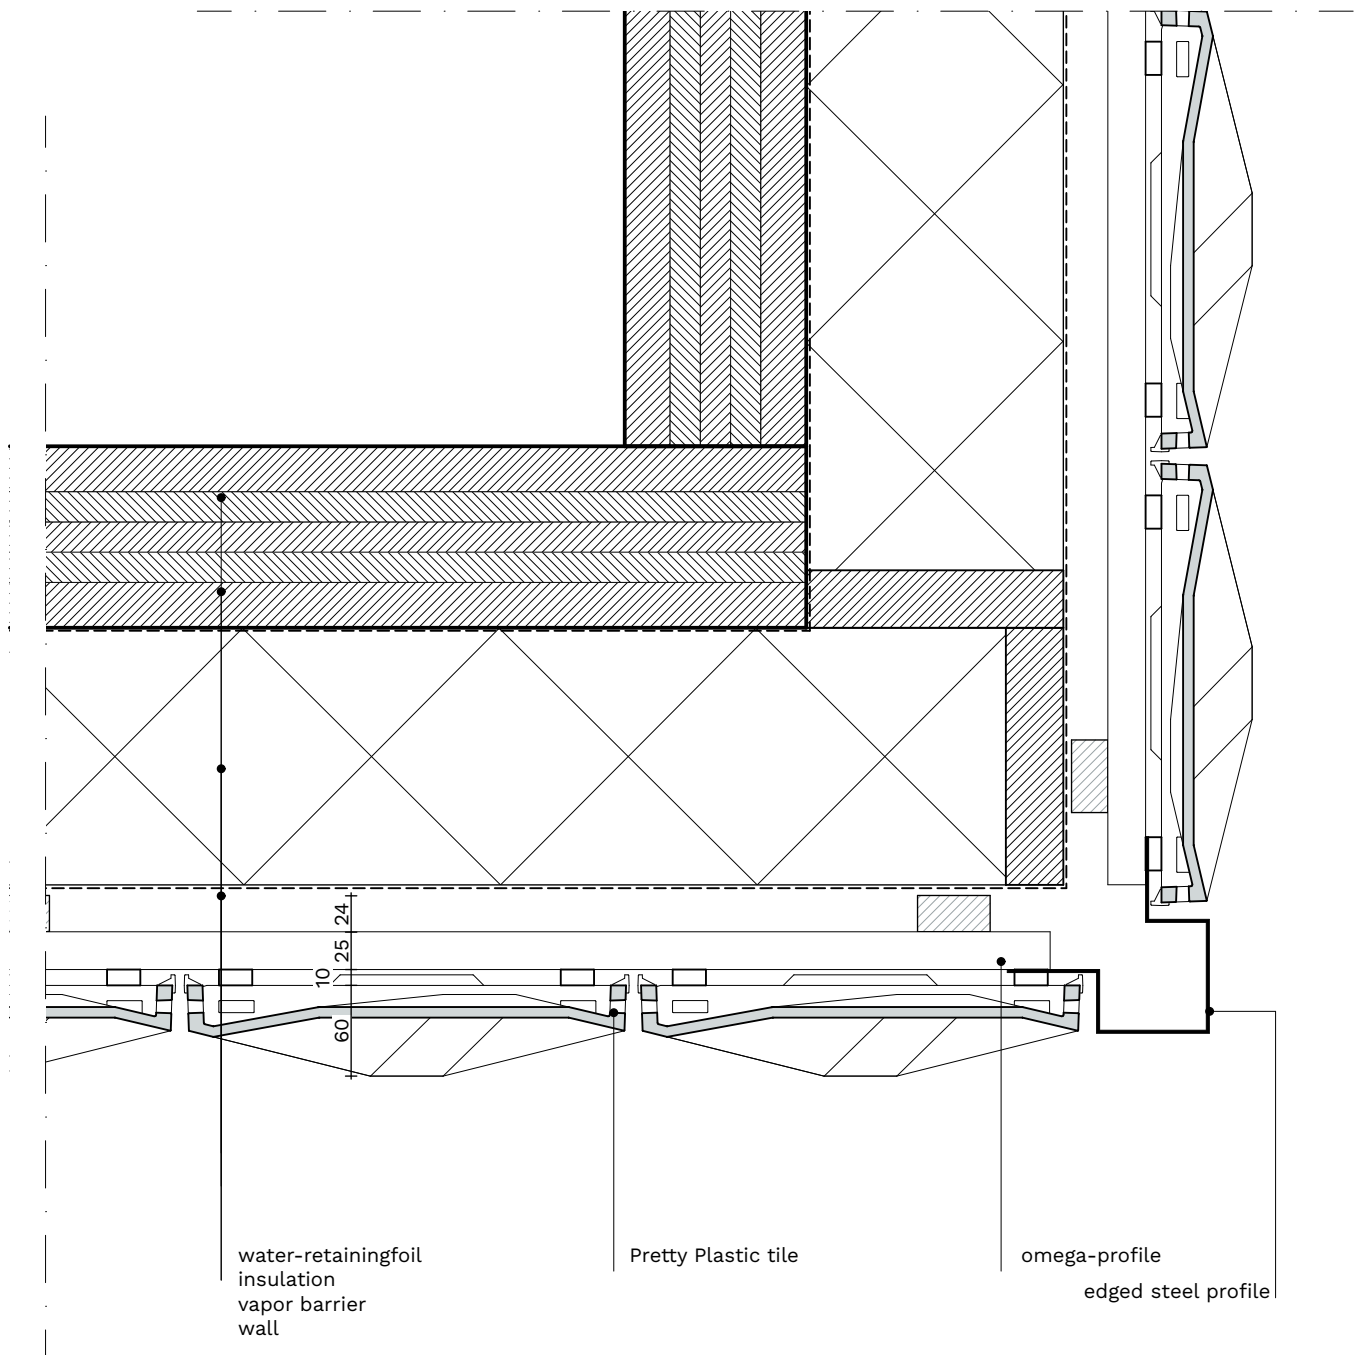 24
25
10
60
water-retainingfoil
insulation
vapor barrier
wall
Pretty Plastic tile
omega-profile
edged steel profile